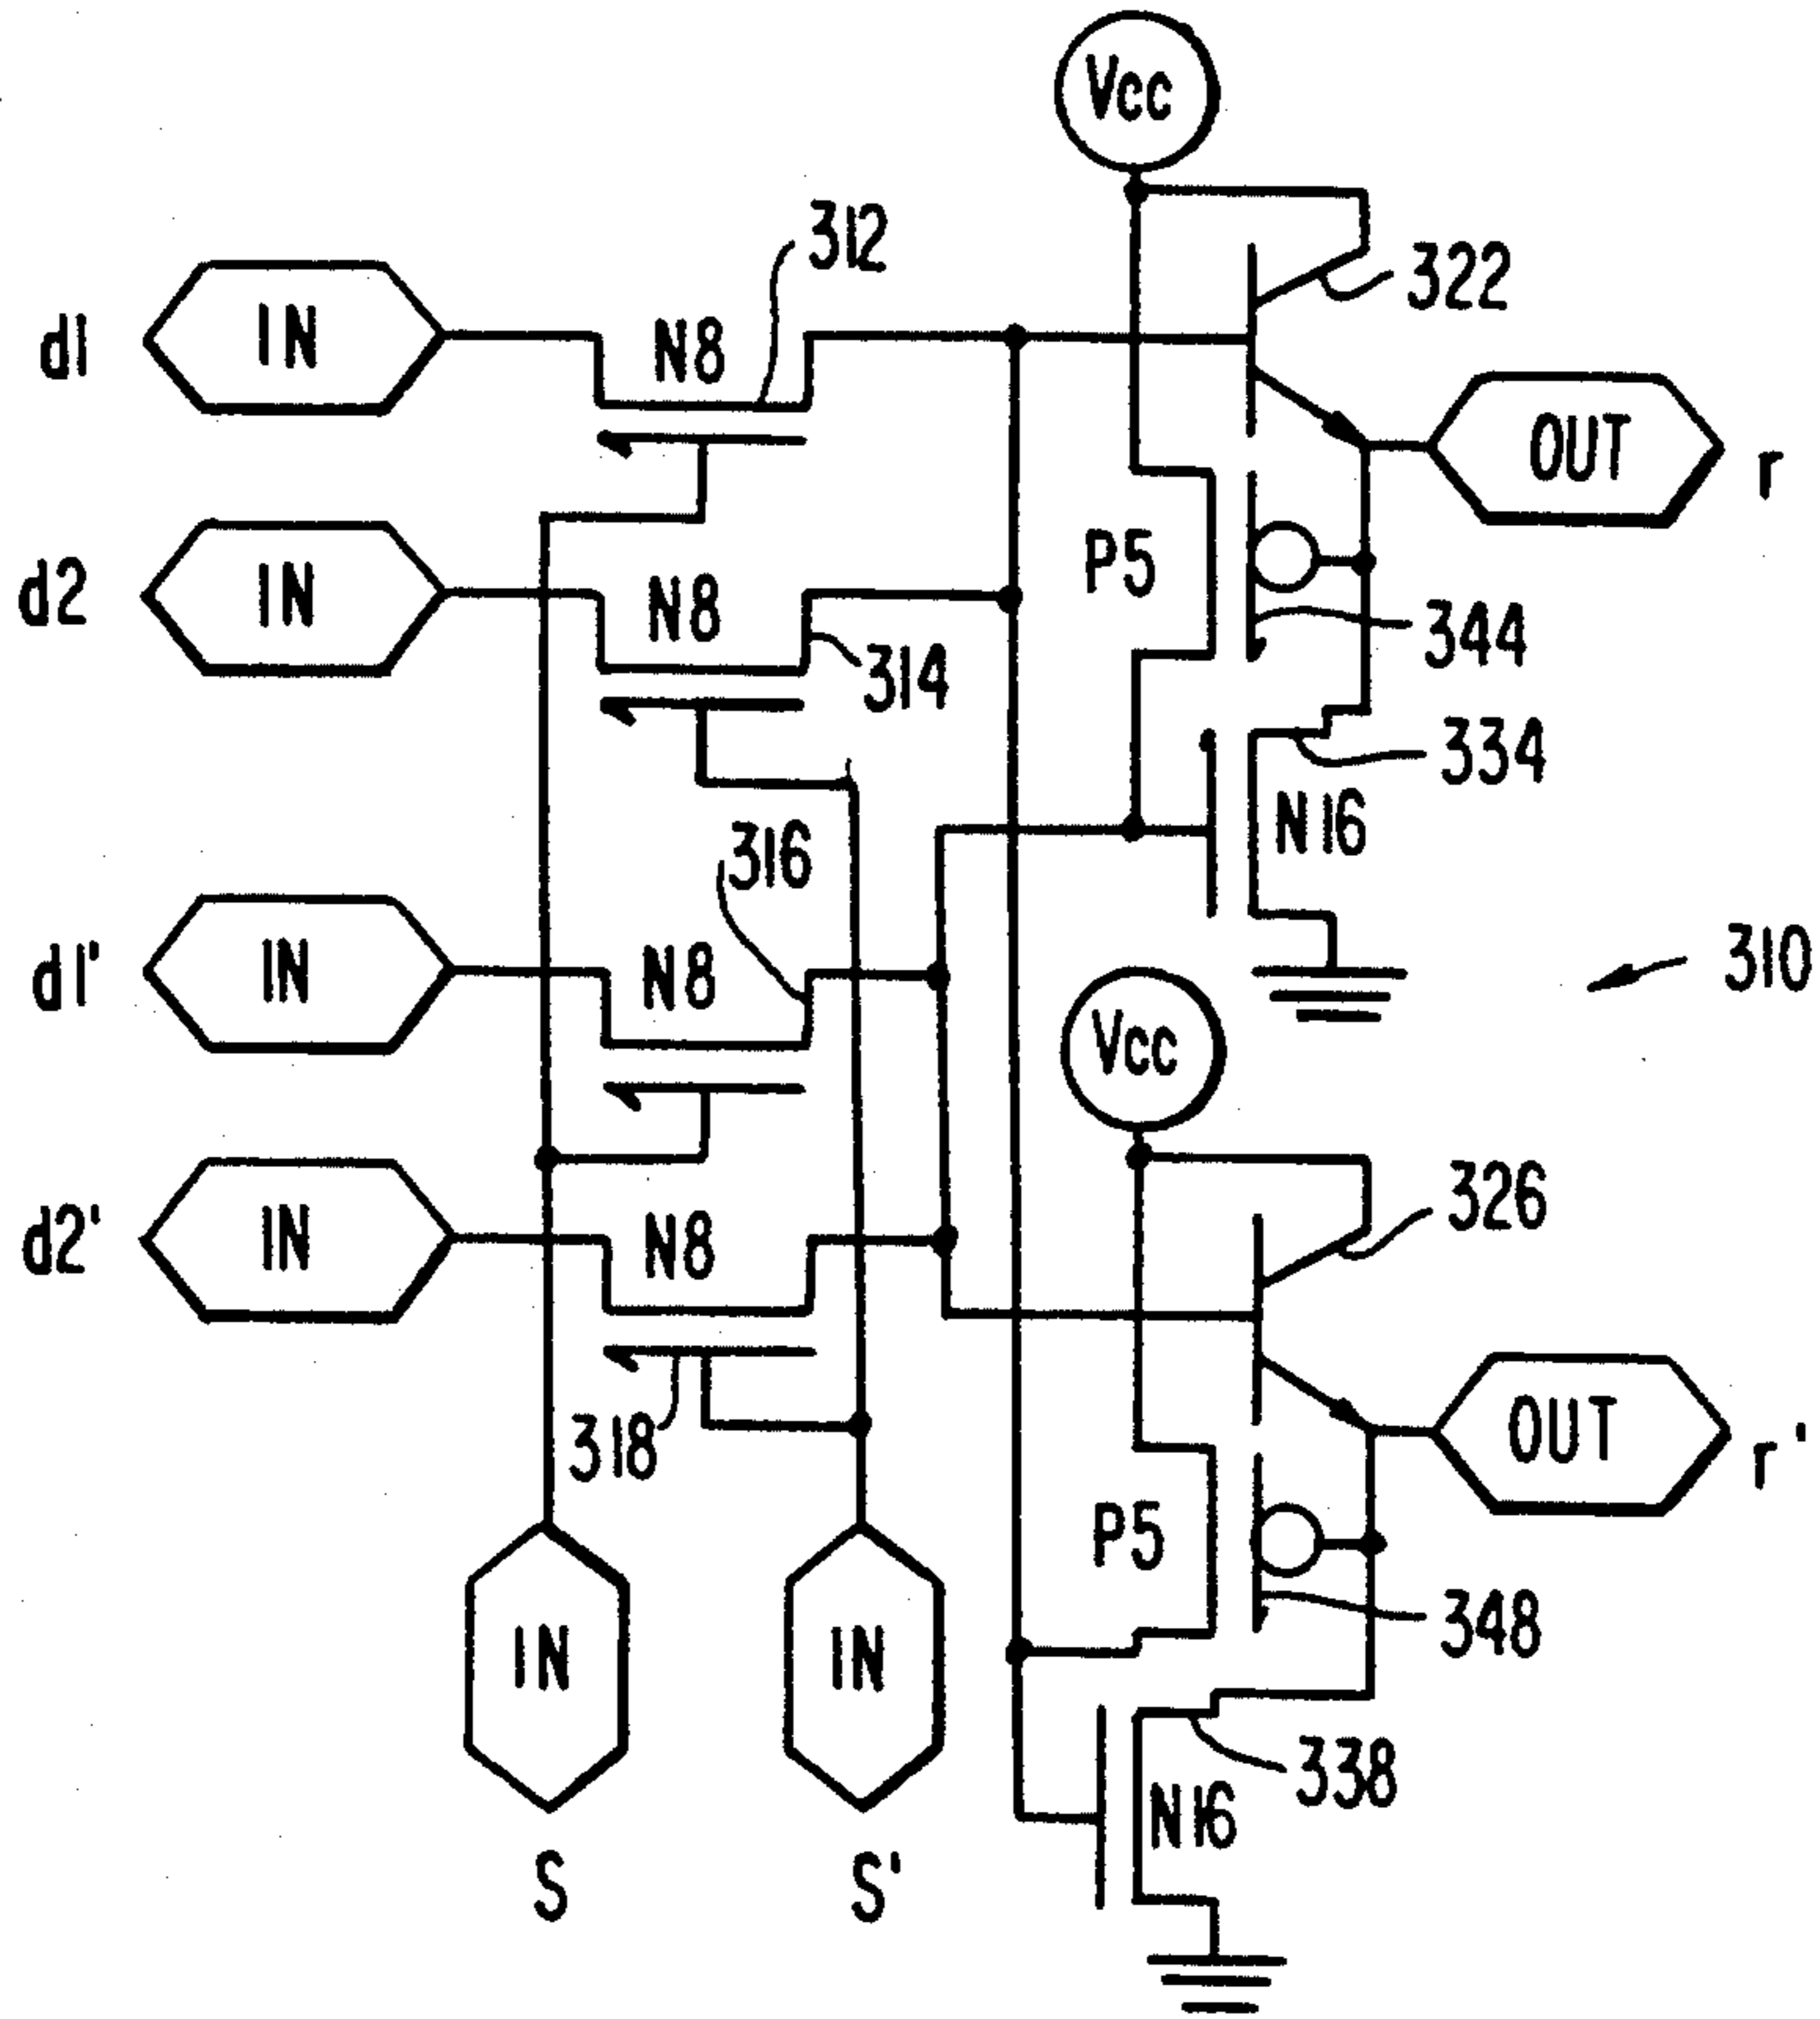 Vcc
312
322
d1
IN
N8
OUT
r
d2
IN
N8
P5
314
344
334
316
N16
d1'
IN
N8
310
Vcc
d2'
IN
N8
326
318
OUT
r'
P5
348
IN
IN
338
N16
S
S'